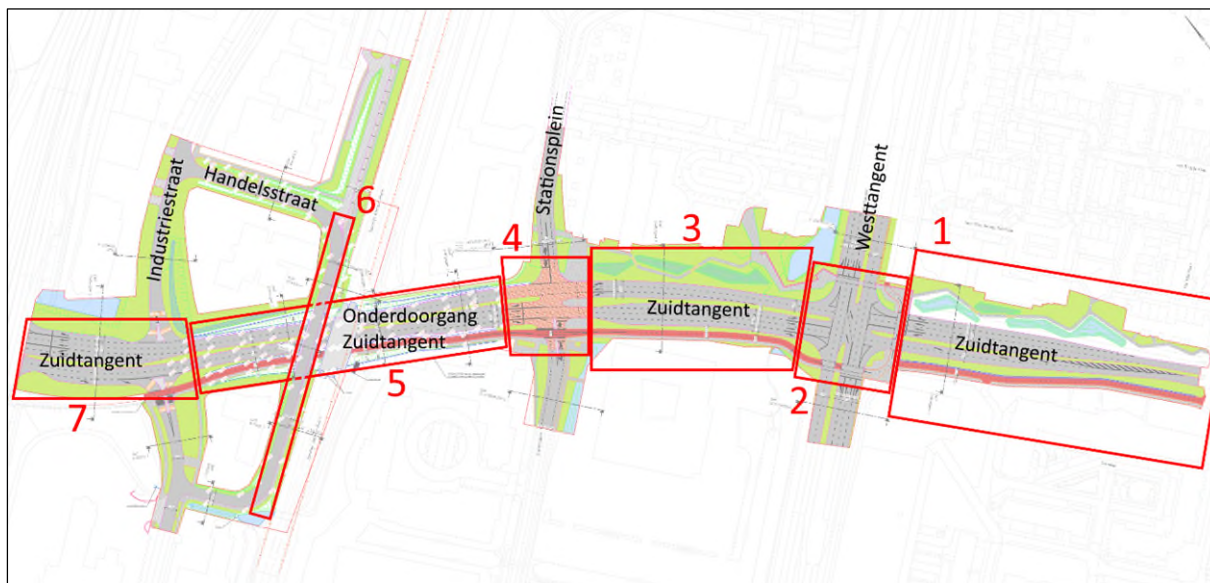 Stationsplein
Westtangent
Industriestraat
Handelsstraat
6
4
3
1
Onderdoorgang
Zuidtangent
Zuidtangent
Zuidtangent
Zuidtangent
5
2
7